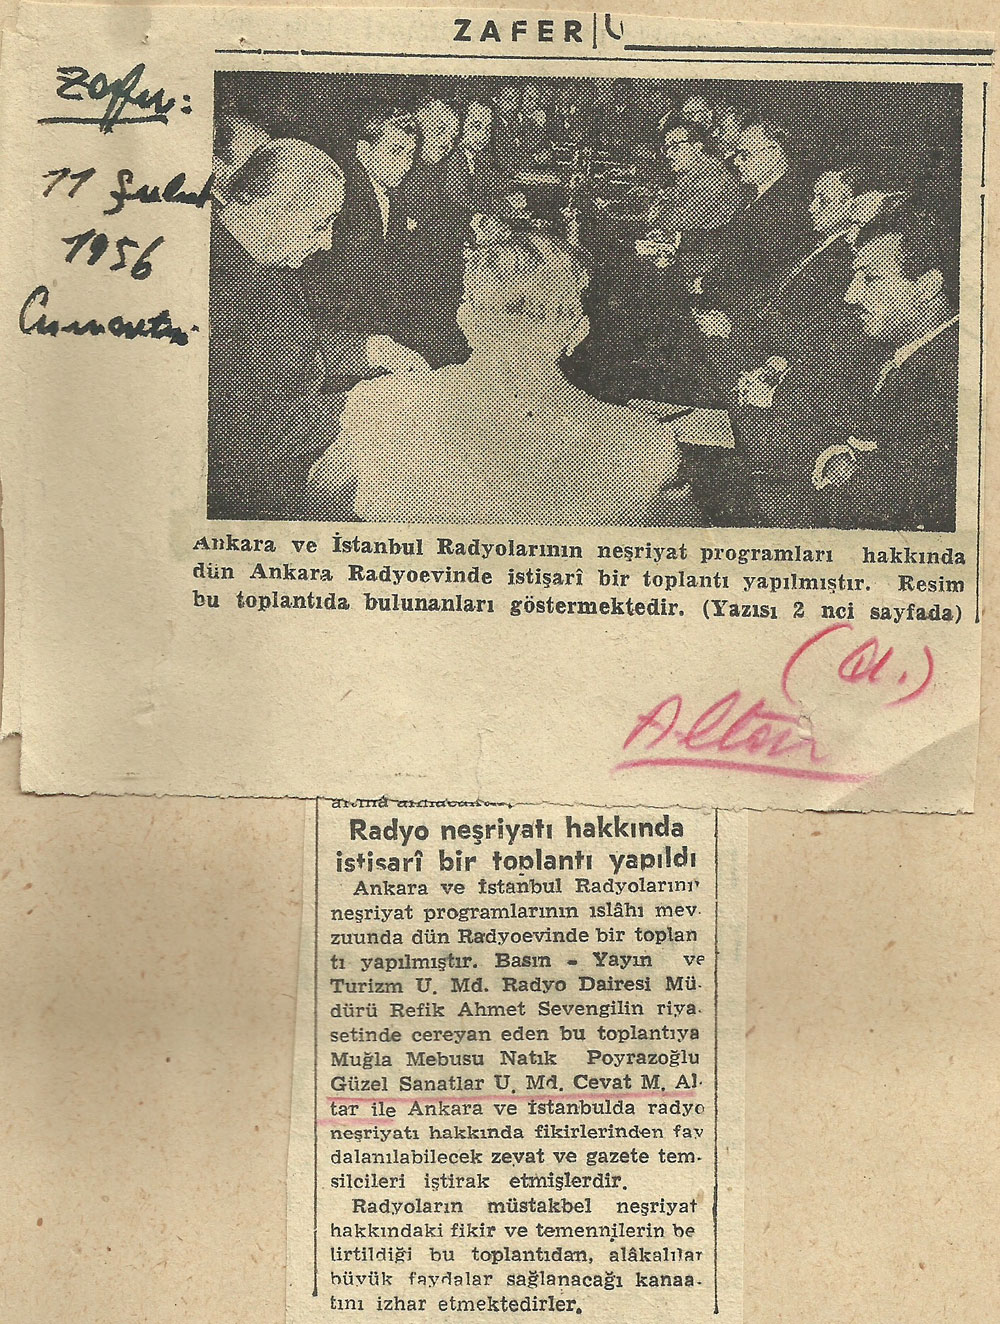 ZAFER
Zafer:
11 Şubat
1956
Cumartesi
Ankara ve İstanbul Radyolarının neşriyat programları hakkında
dün Ankara Radyoevinde istişarî bir toplantı yapılmıştır. Resim
bu toplantıda bulunanları göstermektedir. (Yazısı 2 nci sayfada)
Radyo neşriyatı hakkında
istişarî bir toplantı yapıldı
Ankara ve İstanbul Radyolarını
neşriyat programlarının ıslâhı mev-
zuunda dün Radyoevinde bir toplan
tı yapılmıştır. Basın - Yayın ve
Turizm U. Md. Radyo Dairesi Mü-
dürü Refik Ahmet Sevengilin riya-
setinde cereyan eden bu toplantıya
Muğla Mebusu Natık Poyrazoğlu
Güzel Sanatlar U. Md. Cevat M. Al-
tar ile Ankara ve İstanbulda radyo
neşriyatı hakkında fikirlerinden fay
dalanılabilecek zevat ve gazete tem-
silcileri iştirak etmişlerdir.
Radyoların müstakbel neşriyat
hakkındaki fikir ve temennilerin be
lirtildiği bu toplantıdan, alâkalılar
büyük faydalar sağlanacağı kanaa-
tını izhar etmektedirler.